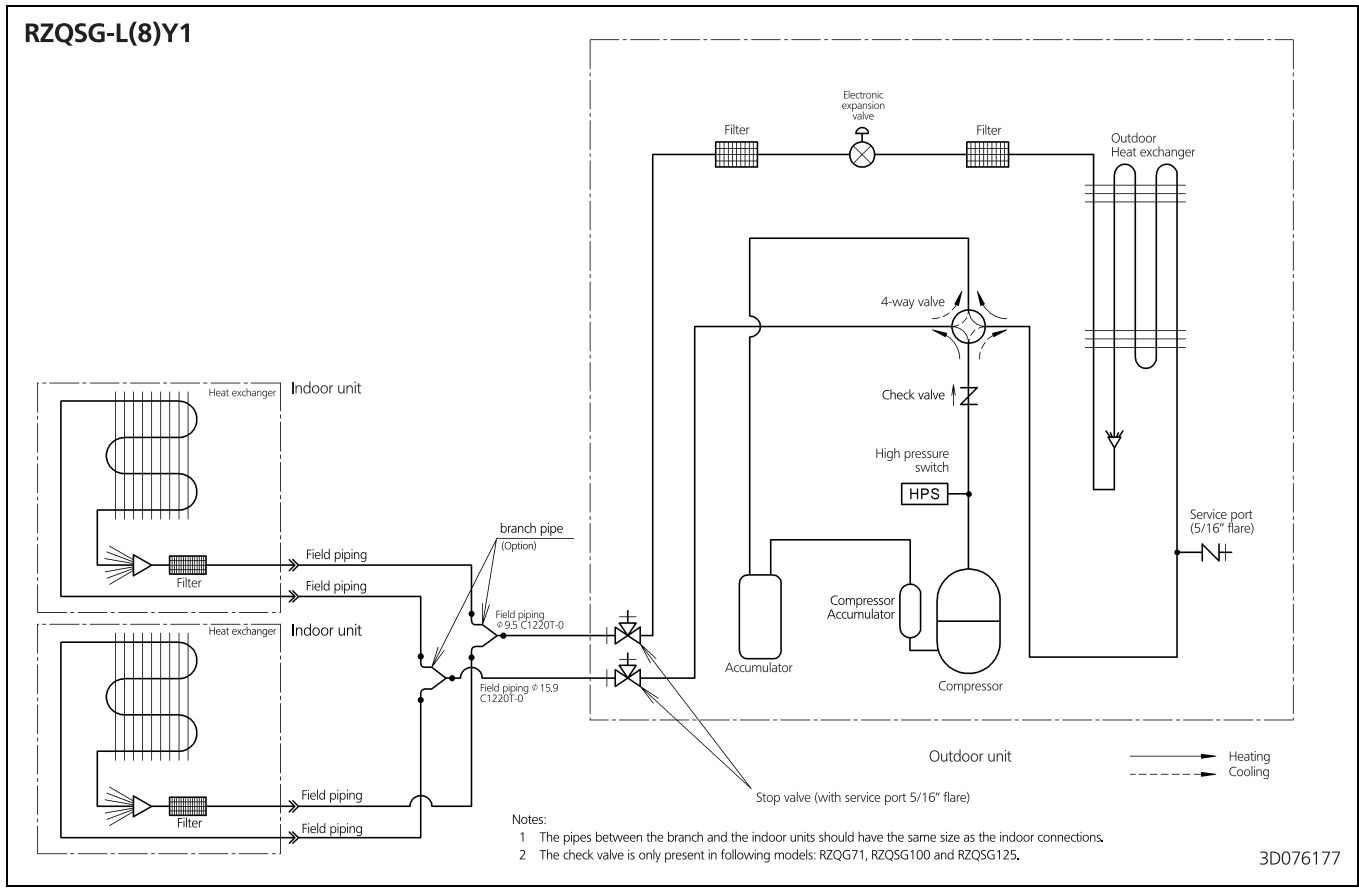 RZQSG-L(8)Y1
Electronic
expansion
valve
Filter
Filter
Outdoor
Heat exchanger
4-way valve
Check valve
High pressure
switch
HPS
Service port
(5/16" flare)
Heat exchanger
Indoor unit
Filter
Field piping
Field piping
branch pipe
(Option)
Field piping
φ9.5 C1220T-0
Heat exchanger
Indoor unit
Field piping φ15.9
C1220T-0
Filter
Field piping
Field piping
Compressor
Accumulator
Accumulator
Compressor
Outdoor unit
Heating
Cooling
Stop valve (with service port 5/16" flare)
Notes:
1 The pipes between the branch and the indoor units should have the same size as the indoor connections.
2 The check valve is only present in following models: RZQG71, RZQSG100 and RZQSG125.
3D076177